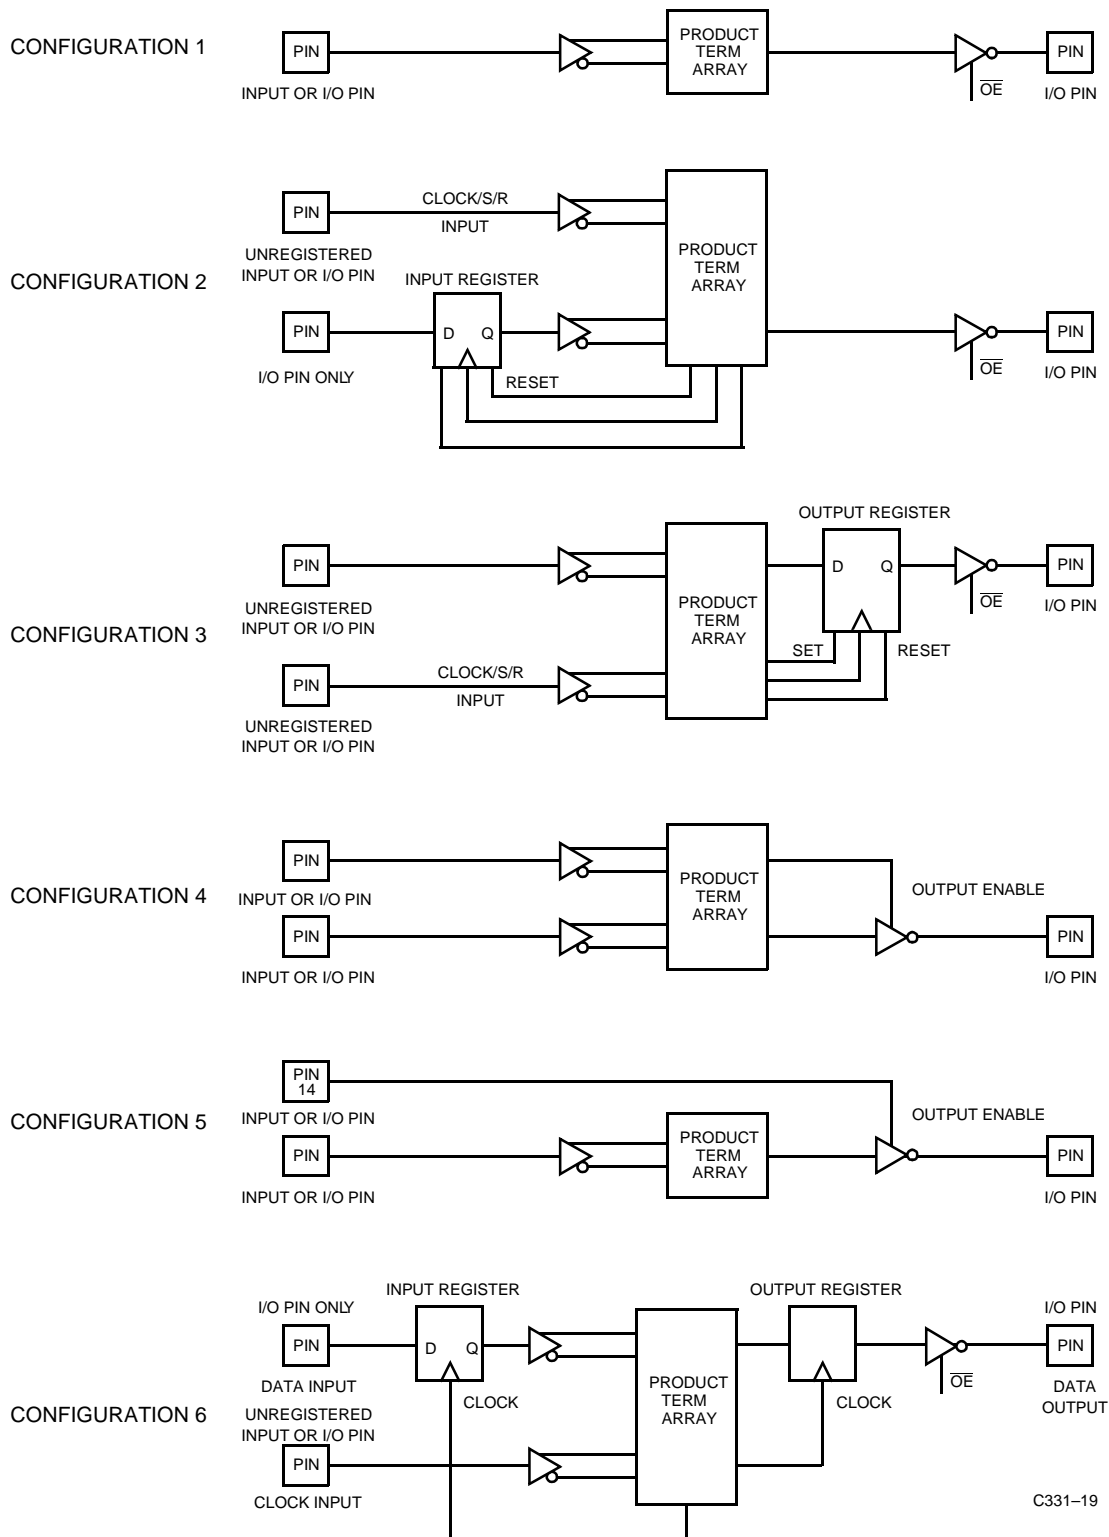 CONFIGURATION 1
PIN
INPUT OR I/O PIN
PRODUCT
TERM
ARRAY
OE
PIN
I/O PIN
CONFIGURATION 2
PIN
UNREGISTERED
INPUT OR I/O PIN
CLOCK/S/R
INPUT
INPUT REGISTER
PIN
I/O PIN ONLY
D
Q
RESET
PRODUCT
TERM
ARRAY
OE
PIN
I/O PIN
CONFIGURATION 3
PIN
UNREGISTERED
INPUT OR I/O PIN
PIN
UNREGISTERED
INPUT OR I/O PIN
CLOCK/S/R
INPUT
PRODUCT
TERM
ARRAY
OUTPUT REGISTER
D
Q
SET
RESET
OE
PIN
I/O PIN
CONFIGURATION 4
PIN
INPUT OR I/O PIN
PIN
INPUT OR I/O PIN
PRODUCT
TERM
ARRAY
OUTPUT ENABLE
PIN
I/O PIN
CONFIGURATION 5
PIN
14
INPUT OR I/O PIN
PIN
INPUT OR I/O PIN
PRODUCT
TERM
ARRAY
OUTPUT ENABLE
PIN
I/O PIN
CONFIGURATION 6
I/O PIN ONLY
PIN
DATA INPUT
UNREGISTERED
INPUT OR I/O PIN
PIN
CLOCK INPUT
INPUT REGISTER
D
Q
CLOCK
PRODUCT
TERM
ARRAY
OUTPUT REGISTER
CLOCK
OE
I/O PIN
PIN
DATA
OUTPUT
C331–19